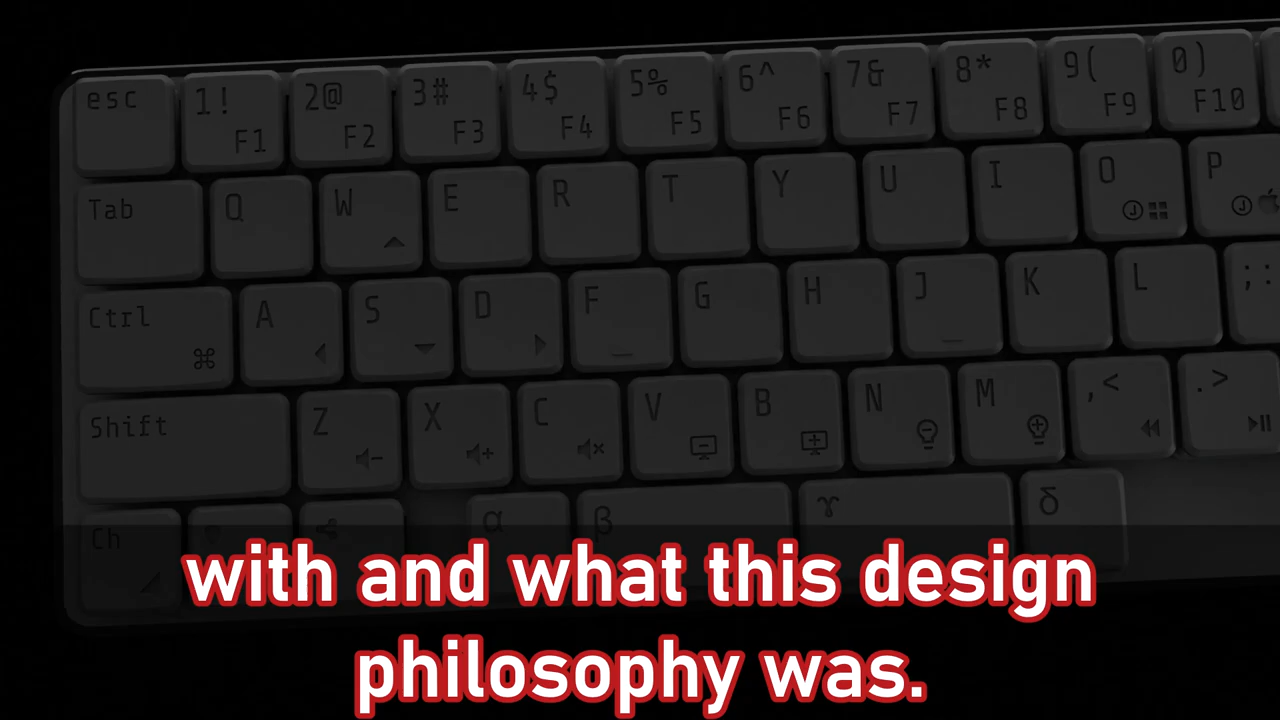 esc 1! 2@ 3# 4$ 5% 6^ 7& 8* 9( 0)
F1 F2 F3 F4 F5 F6 F7 F8 F9 F10
Tab Q W E R T Y U I O P
Ctrl A S D F G H J K L ;:
Shift Z X C V B N M ,< .>
Ch α β γ δ
with and what this design
philosophy was.